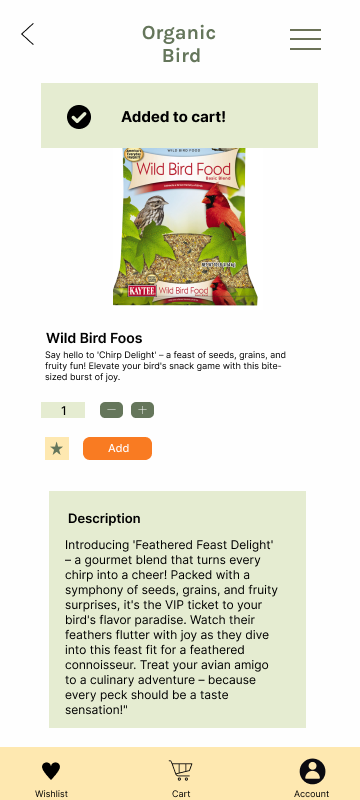 Organic
Bird
Added to cart!
WILD BIRD FOOD
Wild Bird Food
Basic Blend
KAYTEE Wild Bird Food
Wild Bird Foos
Say hello to 'Chirp Delight' – a feast of seeds, grains, and
fruity fun! Elevate your bird's snack game with this bite-
sized burst of joy.
1
Add
Description
Introducing 'Feathered Feast Delight'
– a gourmet blend that turns every
chirp into a cheer! Packed with a
symphony of seeds, grains, and fruity
surprises, it's the VIP ticket to your
bird's flavor paradise. Watch their
feathers flutter with joy as they dive
into this feast fit for a feathered
connoisseur. Treat your avian amigo
to a culinary adventure – because
every peck should be a taste
sensation!"
Wishlist
Cart
Account